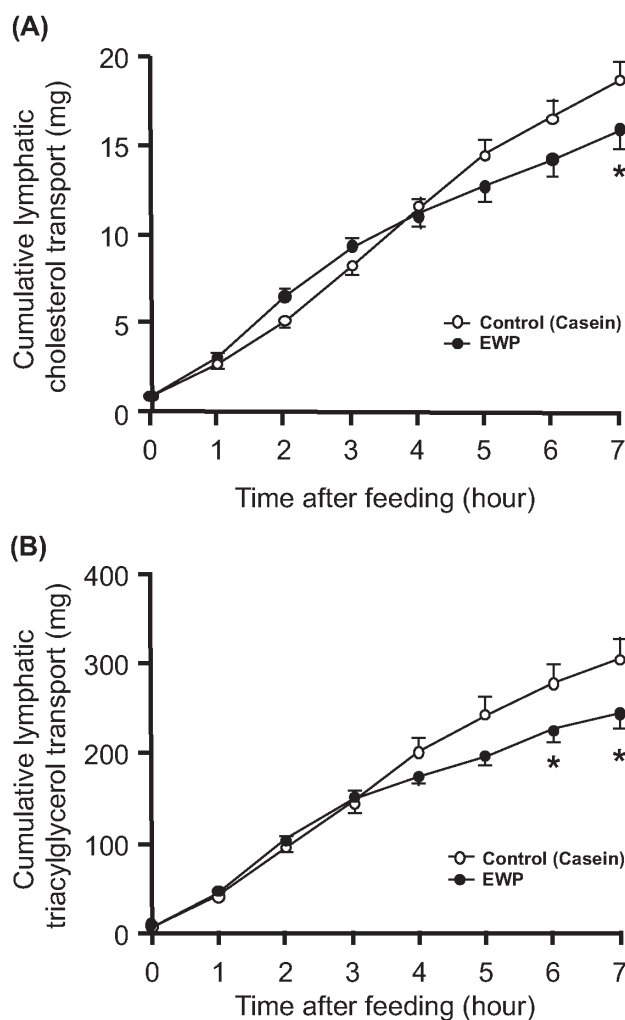 (A)
Cumulative lymphatic
cholesterol transport (mg)
20
15
10
5
0
Control (Casein)
EWP
*
0 1 2 3 4 5 6 7
Time after feeding (hour)
(B)
Cumulative lymphatic
triacylglycerol transport (mg)
400
300
200
100
0
* *
Control (Casein)
EWP
0 1 2 3 4 5 6 7
Time after feeding (hour)